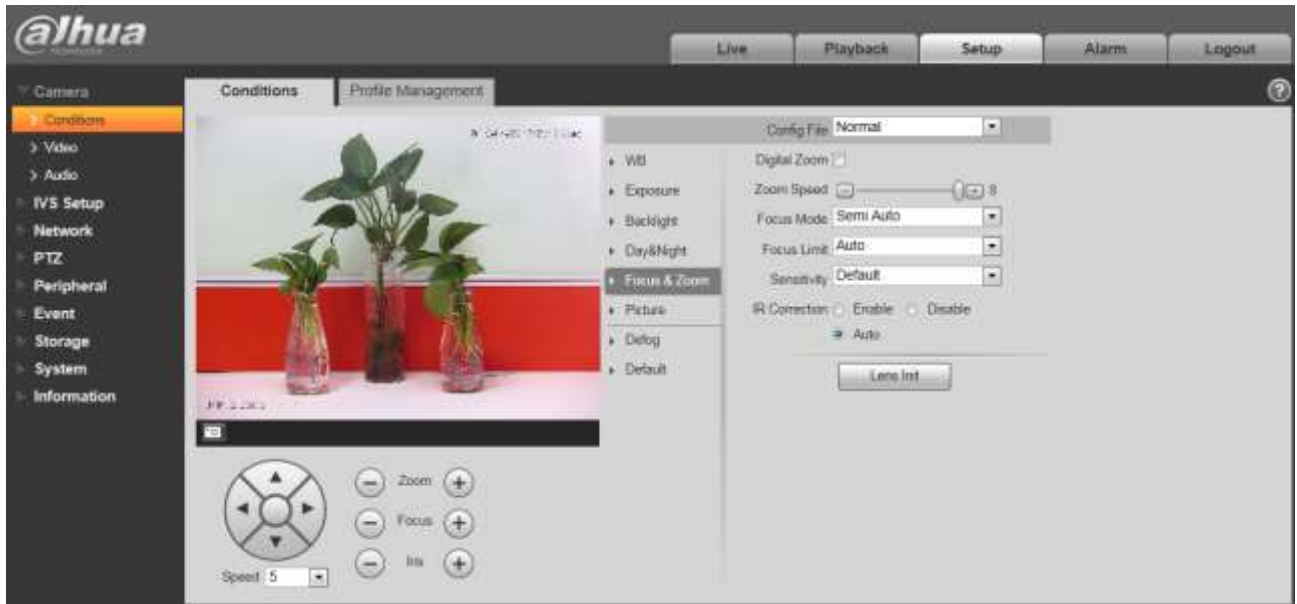 alhua
Live
Playback
Setup
Alarm
Logout
Camera
Conditions
Video
Audio
IVS Setup
Network
PTZ
Peripheral
Event
Storage
System
Information
Conditions
Profile Management
?
WB
Exposure
Backlight
Day&Night
Focus & Zoom
Picture
Defog
Default
Config File Normal
Digital Zoom
Zoom Speed 8
Focus Mode Semi Auto
Focus Limit Auto
Sensitivity Default
IR Correction Enable Disable
Auto
Lens Init
Zoom
Focus
Iris
Speed 5